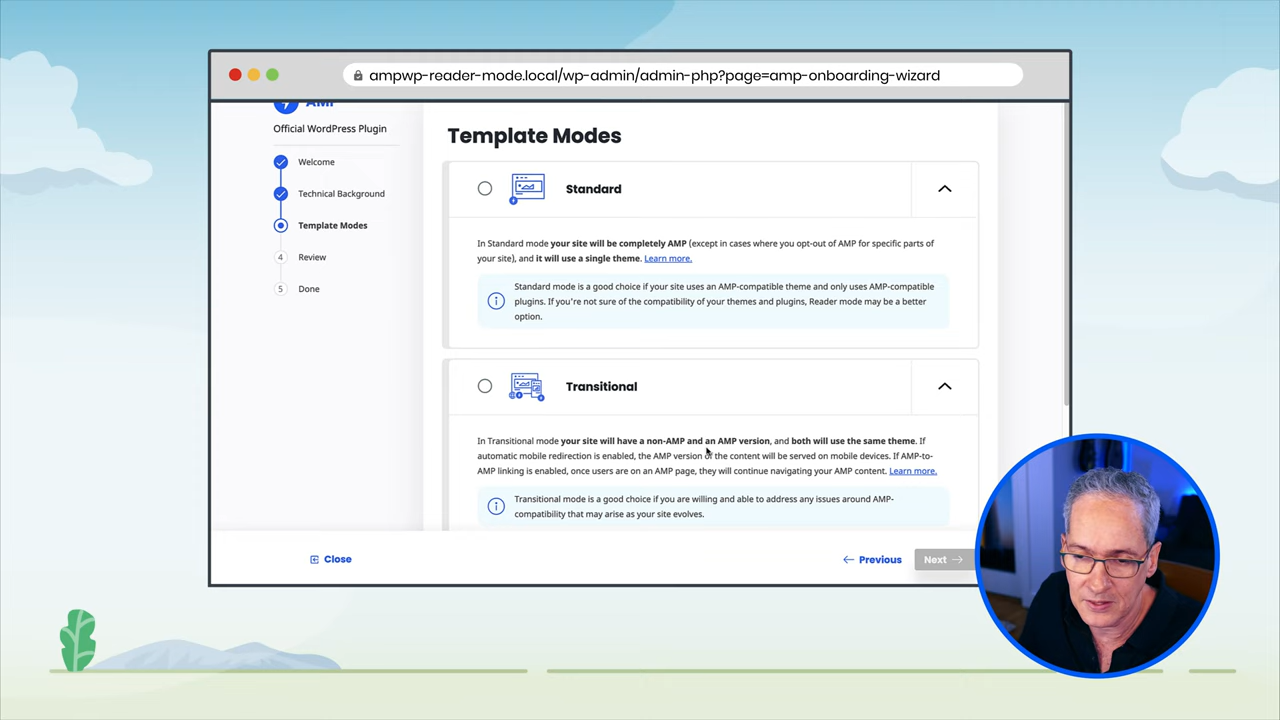 ampwp-reader-mode.local/wp-admin/admin-php?page=amp-onboarding-wizard
AMP
Official WordPress Plugin
Welcome
Technical Background
Template Modes
4 Review
5 Done
Template Modes
Standard
In Standard mode your site will be completely AMP (except in cases where you opt-out of AMP for specific parts of
your site), and it will use a single theme. Learn more.
Standard mode is a good choice if your site uses an AMP-compatible theme and only uses AMP-compatible
plugins. If you're not sure of the compatibility of your themes and plugins, Reader mode may be a better
option.
Transitional
In Transitional mode your site will have a non-AMP and an AMP version, and both will use the same theme. If
automatic mobile redirection is enabled, the AMP version of the content will be served on mobile devices. If AMP-to-
AMP linking is enabled, once users are on an AMP page, they will continue navigating your AMP content. Learn more.
Transitional mode is a good choice if you are willing and able to address any issues around AMP-
compatibility that may arise as your site evolves.
Close
Previous
Next